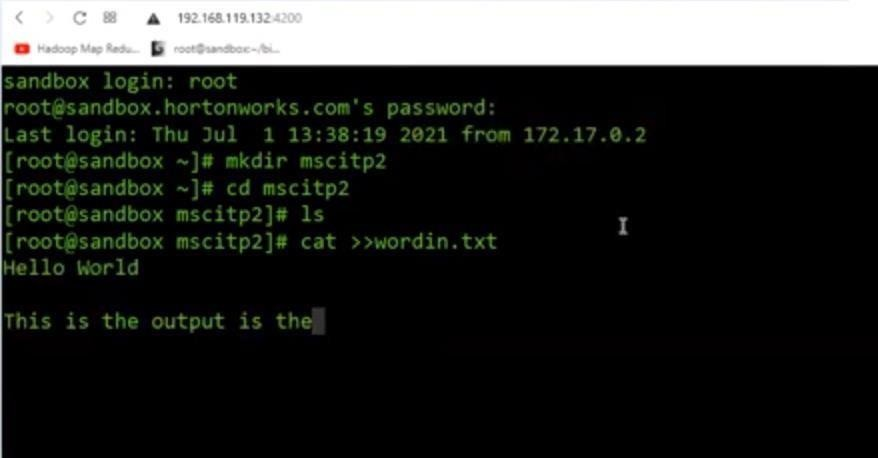 192.168.119.132:4200
Hadoop Map Redu... root@sandbox:~/bi...
sandbox login: root
root@sandbox.hortonworks.com's password:
Last login: Thu Jul  1 13:38:19 2021 from 172.17.0.2
[root@sandbox ~]# mkdir mscitp2
[root@sandbox ~]# cd mscitp2
[root@sandbox mscitp2]# ls
[root@sandbox mscitp2]# cat >>wordin.txt
Hello World
This is the output is the